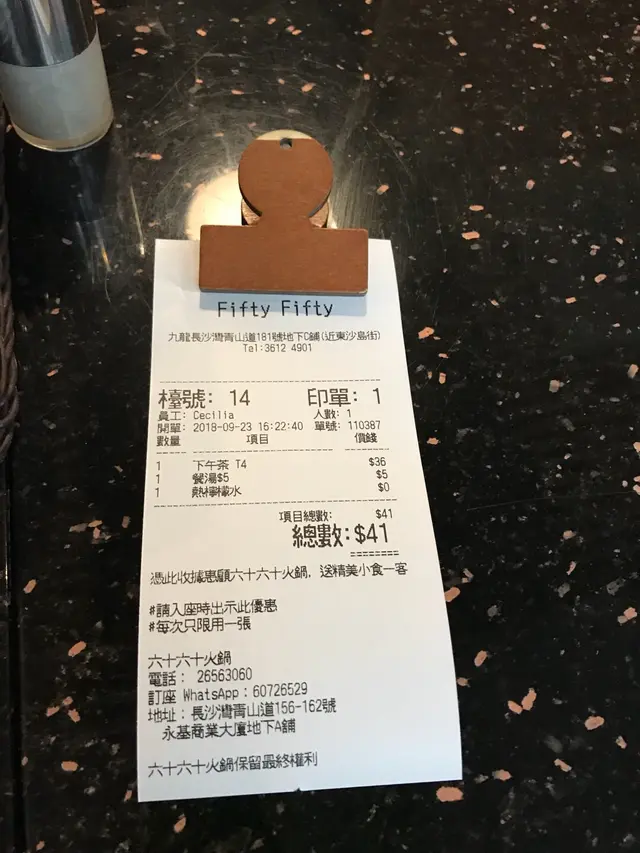 Fifty Fifty
九龍長沙灣青山道181號地下C舖(近東沙島街)
Tel:3612 4901
檯號: 14 印單: 1
員工: Cecilia 人數: 1
開單: 2018-09-23 16:22:40 單號: 110387
數量 項目 價錢
1 下午茶 T4 $36
1 餐湯$5 $5
1 熱檸檬水 $0
項目總數: $41
總數: $41
========
憑此收據惠顧六十六十火鍋, 送精美小食一客
#請入座時出示此優惠
#每次只限用一張
六十六十火鍋
電話: 26563060
訂座 WhatsApp:60726529
地址: 長沙灣青山道156-162號
永基商業大廈地下A舖
六十六十火鍋保留最終權利